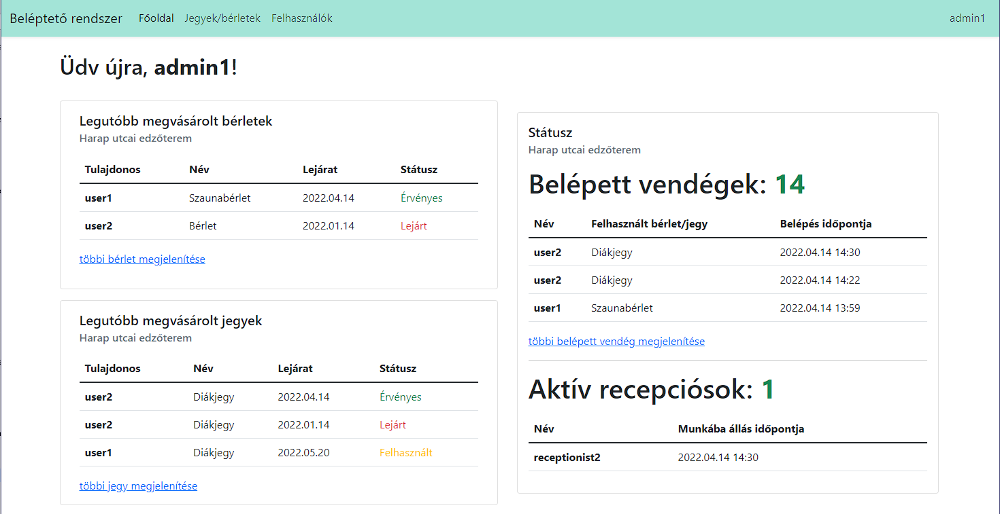 Beléptető rendszer Főoldal Jegyek/bérletek Felhasználók admin1
Üdv újra, admin1!
Legutóbb megvásárolt bérletek
Harap utcai edzőterem
Tulajdonos Név Lejárat Státusz
user1 Szaunabérlet 2022.04.14 Érvényes
user2 Bérlet 2022.01.14 Lejárt
többi bérlet megjelenítése
Legutóbb megvásárolt jegyek
Harap utcai edzőterem
Tulajdonos Név Lejárat Státusz
user2 Diákjegy 2022.04.14 Érvényes
user2 Diákjegy 2022.01.14 Lejárt
user1 Diákjegy 2022.05.20 Felhasznált
többi jegy megjelenítése
Státusz
Harap utcai edzőterem
Belépett vendégek: 14
Név Felhasznált bérlet/jegy Belépés időpontja
user2 Diákjegy 2022.04.14 14:30
user2 Diákjegy 2022.04.14 14:22
user1 Szaunabérlet 2022.04.14 13:59
többi belépett vendég megjelenítése
Aktív recepciósok: 1
Név Munkába állás időpontja
receptionist2 2022.04.14 14:30